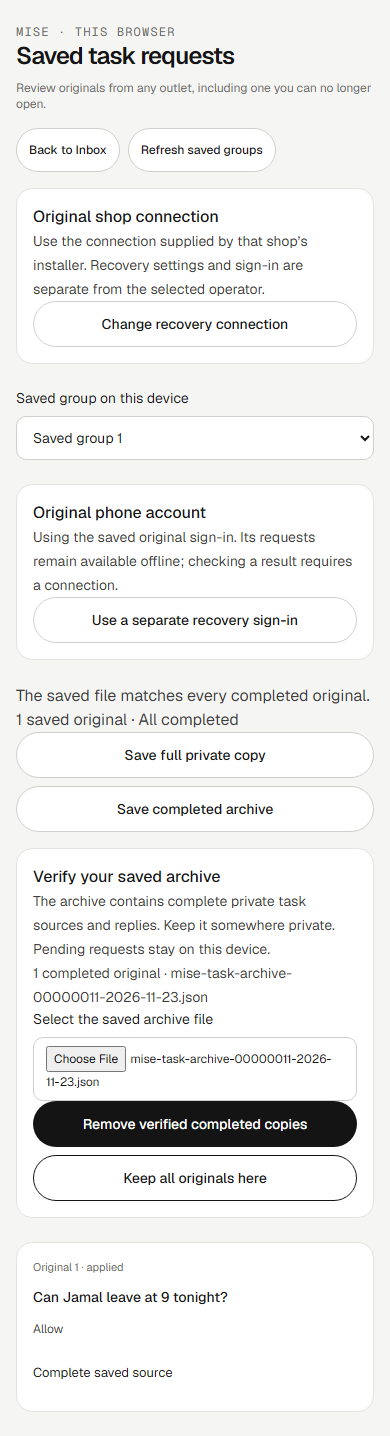 MISE · THIS BROWSER
Saved task requests
Review originals from any outlet, including one you can no longer
open.
Back to Inbox
Refresh saved groups
Original shop connection
Use the connection supplied by that shop's
installer. Recovery settings and sign-in are
separate from the selected operator.
Change recovery connection
Saved group on this device
Saved group 1
Original phone account
Using the saved original sign-in. Its requests
remain available offline; checking a result requires
a connection.
Use a separate recovery sign-in
The saved file matches every completed original.
1 saved original · All completed
Save full private copy
Save completed archive
Verify your saved archive
The archive contains complete private task
sources and replies. Keep it somewhere private.
Pending requests stay on this device.
1 completed original · mise-task-archive-
00000011-2026-11-23.json
Select the saved archive file
Choose File mise-task-archive-00000011-2026-
11-23.json
Remove verified completed copies
Keep all originals here
Original 1 · applied
Can Jamal leave at 9 tonight?
Allow
Complete saved source